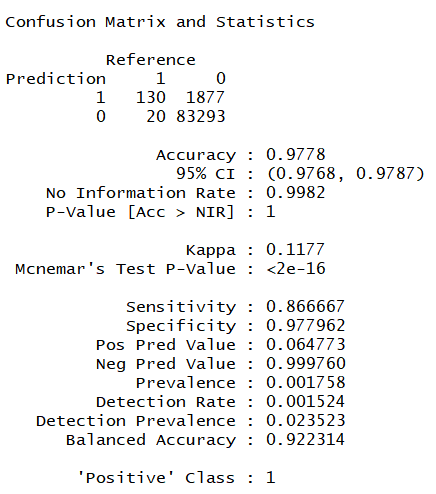 Confusion Matrix and Statistics
Reference
Prediction 1 0
1 130 1877
0 20 83293
Accuracy : 0.9778
95% CI : (0.9768, 0.9787)
No Information Rate : 0.9982
P-Value [Acc > NIR] : 1
Kappa : 0.1177
Mcnemar's Test P-Value : <2e-16
Sensitivity : 0.866667
Specificity : 0.977962
Pos Pred Value : 0.064773
Neg Pred Value : 0.999760
Prevalence : 0.001758
Detection Rate : 0.001524
Detection Prevalence : 0.023523
Balanced Accuracy : 0.922314
'Positive' Class : 1